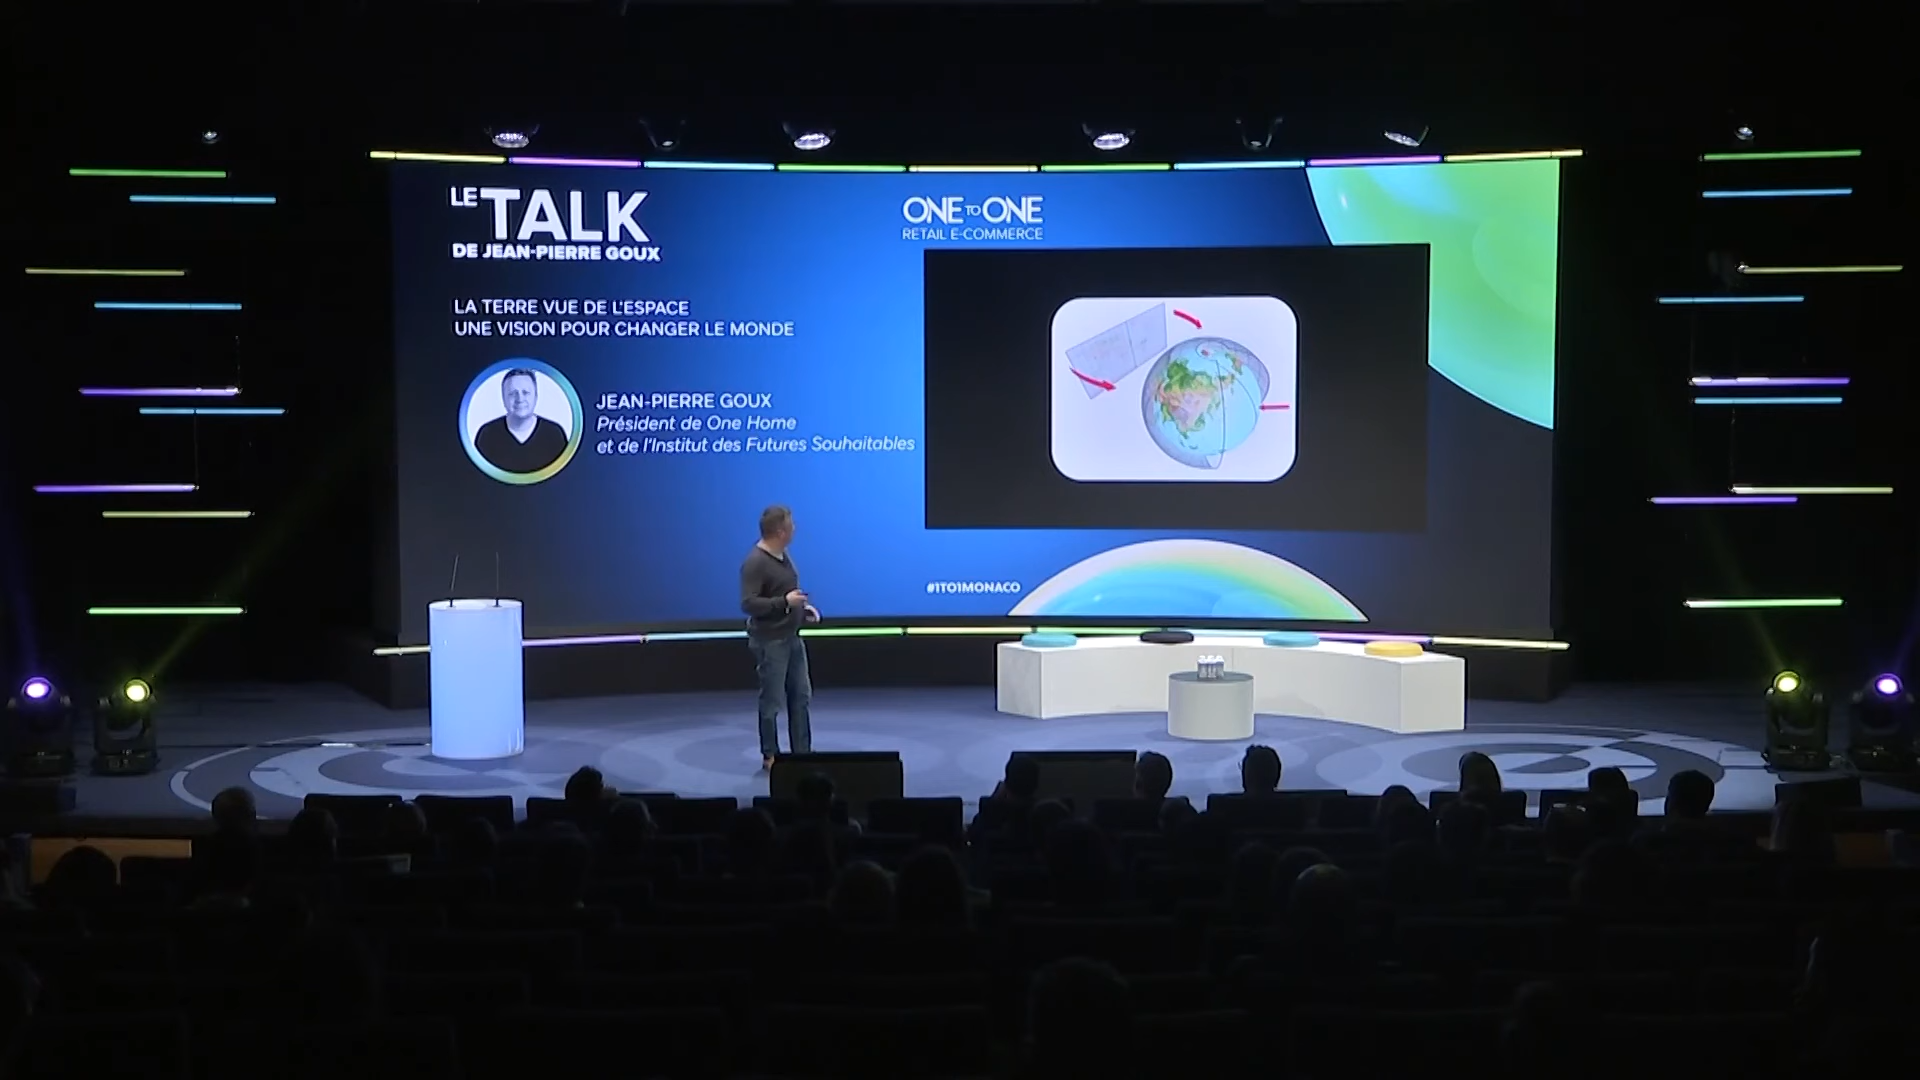 LE TALK
DE JEAN-PIERRE GOUX
ONE TO ONE
RETAIL E-COMMERCE
LA TERRE VUE DE L'ESPACE
UNE VISION POUR CHANGER LE MONDE
JEAN-PIERRE GOUX
Président de One Home
et de l'Institut des Futures Souhaitables
#1TO1MONACO